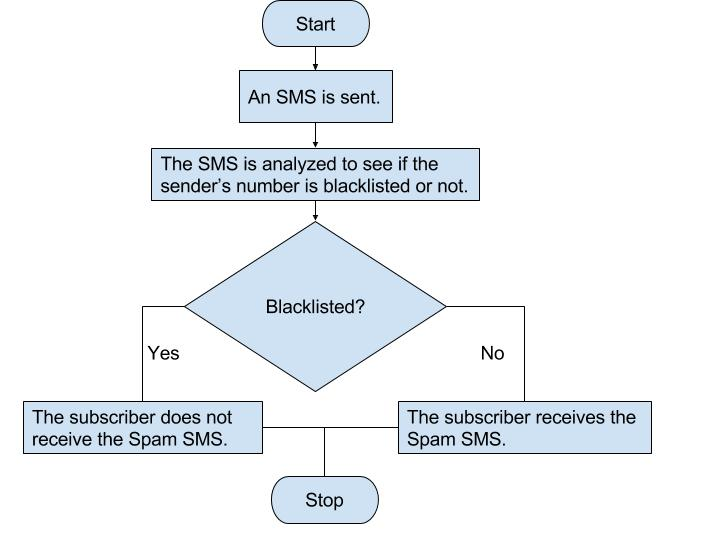 Start
An SMS is sent.
The SMS is analyzed to see if the
sender's number is blacklisted or not.
Blacklisted?
Yes
No
The subscriber does not
receive the Spam SMS.
The subscriber receives the
Spam SMS.
Stop